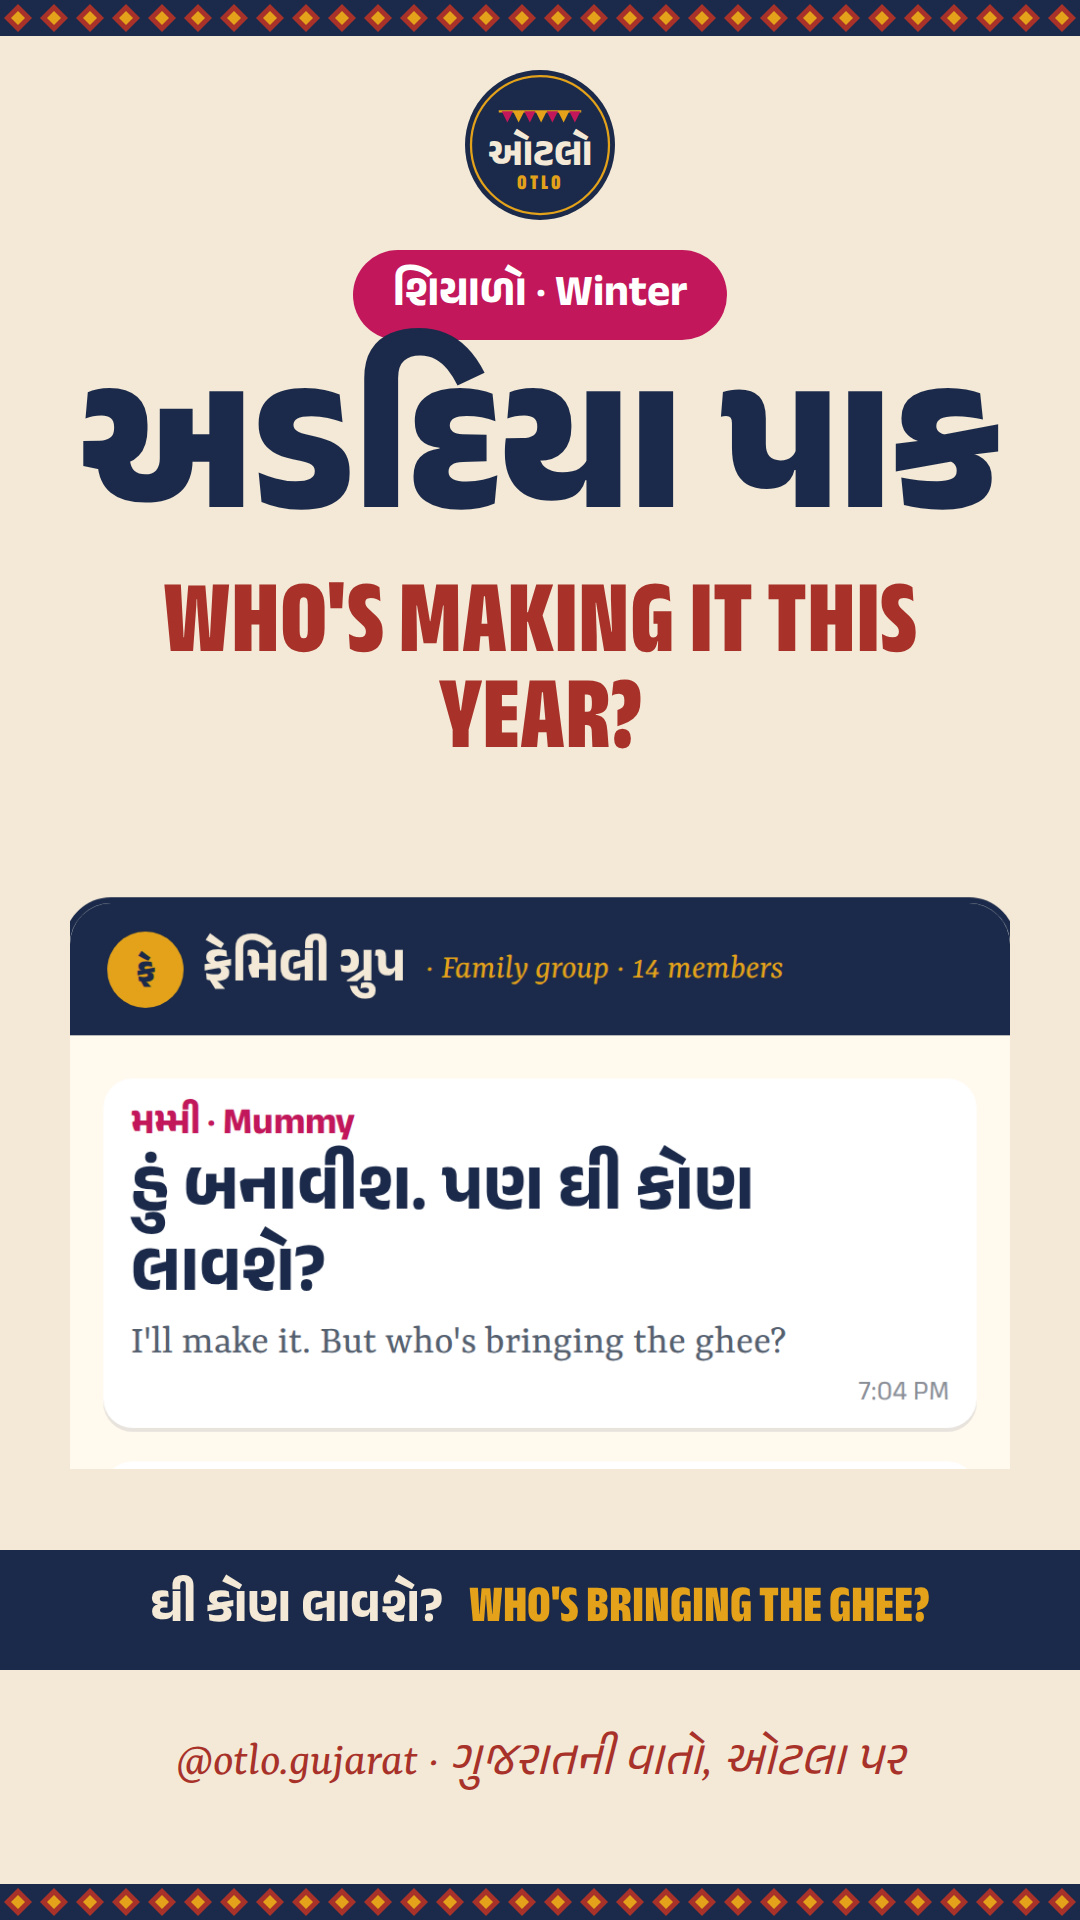 ઓટલો
OTLO
શિયાળો · Winter
અડદિયા પાક
WHO'S MAKING IT THIS
YEAR?
ફે
ફેમિલી ગ્રુપ · Family group · 14 members
મમ્મી · Mummy
હું બનાવીશ. પણ ઘી કોણ
લાવશે?
I'll make it. But who's bringing the ghee?
7:04 PM
ઘી કોણ લાવશે? WHO'S BRINGING THE GHEE?
@otlo.gujarat · ગુજરાતની વાતો, ઓટલા પર